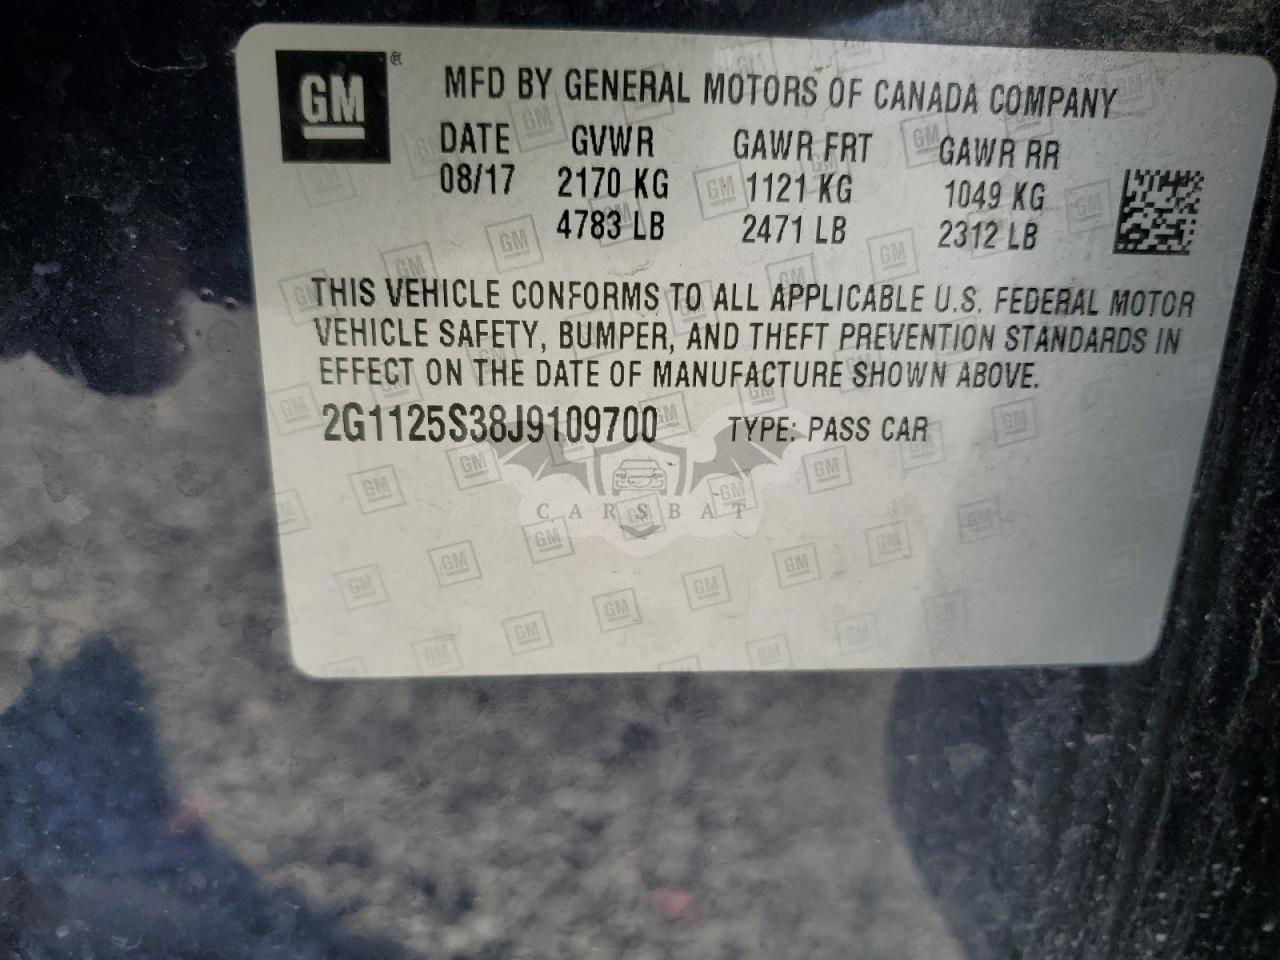 GM®
MFD BY GENERAL MOTORS OF CANADA COMPANY
DATE GVWR GAWR FRT GAWR RR
08/17 2170 KG 1121 KG 1049 KG
4783 LB 2471 LB 2312 LB
THIS VEHICLE CONFORMS TO ALL APPLICABLE U.S. FEDERAL MOTOR
VEHICLE SAFETY, BUMPER, AND THEFT PREVENTION STANDARDS IN
EFFECT ON THE DATE OF MANUFACTURE SHOWN ABOVE.
2G1125S38J9109700 TYPE: PASS CAR
CARSBAT